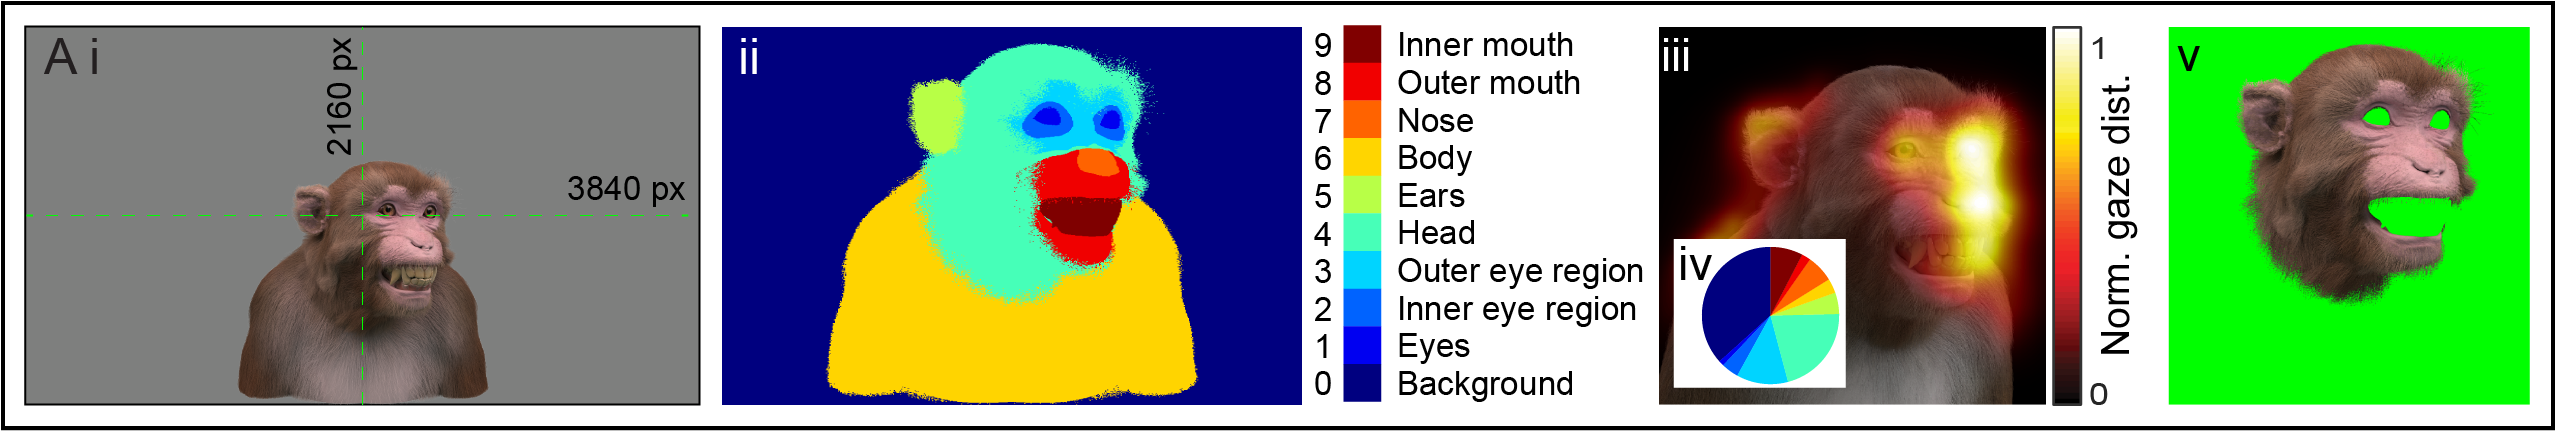 A i
2160 px
3840 px
ii
9 Inner mouth
8 Outer mouth
7 Nose
6 Body
5 Ears
4 Head
3 Outer eye region
2 Inner eye region
1 Eyes
0 Background
iii
iv
1
Norm. gaze dist.
0
v